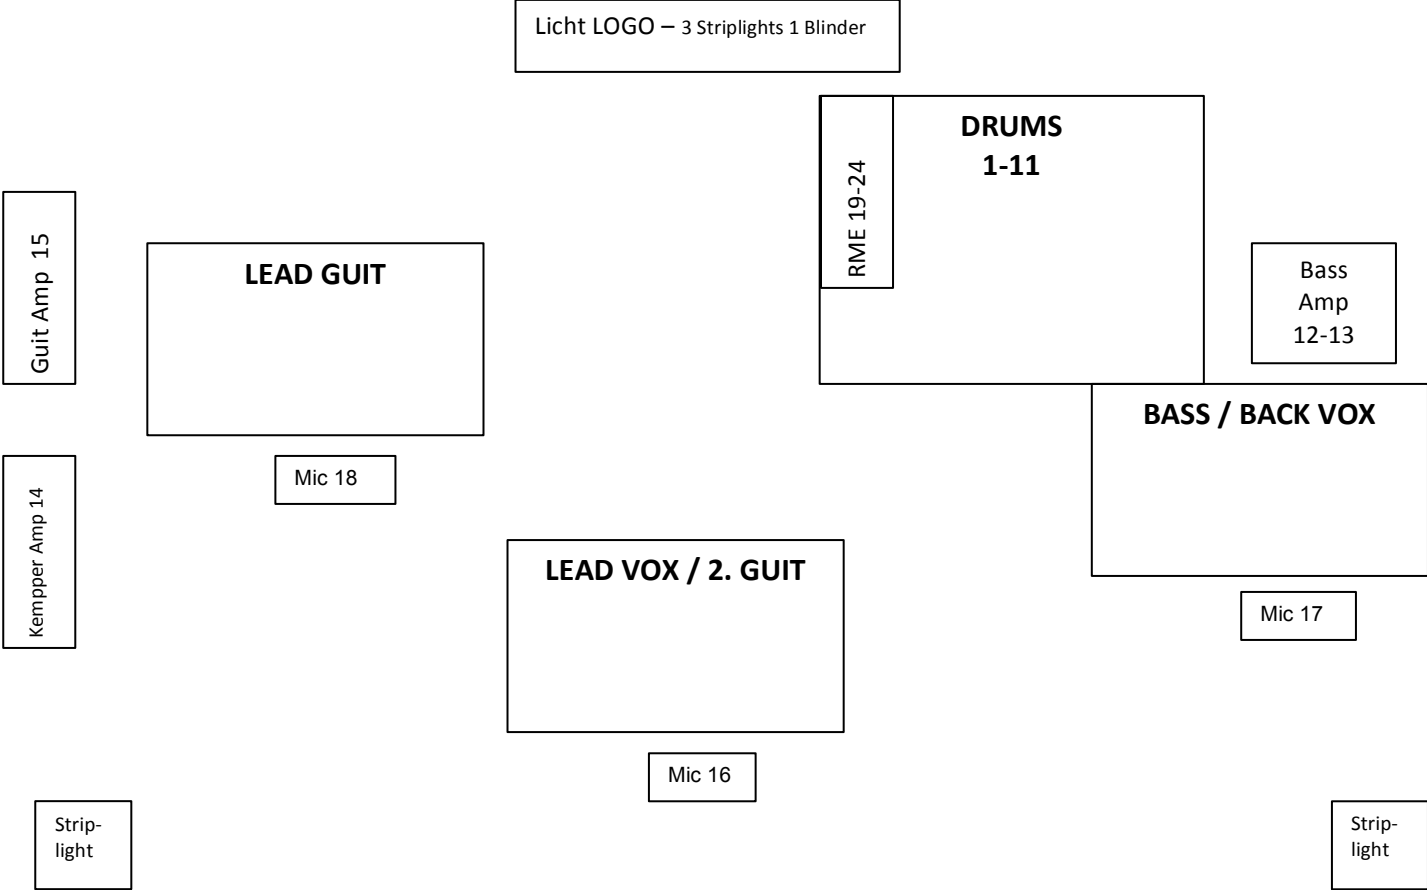 Licht LOGO – 3 Striplights 1 Blinder
DRUMS
1-11
RME 19-24
Guit Amp 15
LEAD GUIT
Bass
Amp
12-13
BASS / BACK VOX
Mic 18
Kempper Amp 14
LEAD VOX / 2. GUIT
Mic 17
Mic 16
Strip-
light
Strip-
light